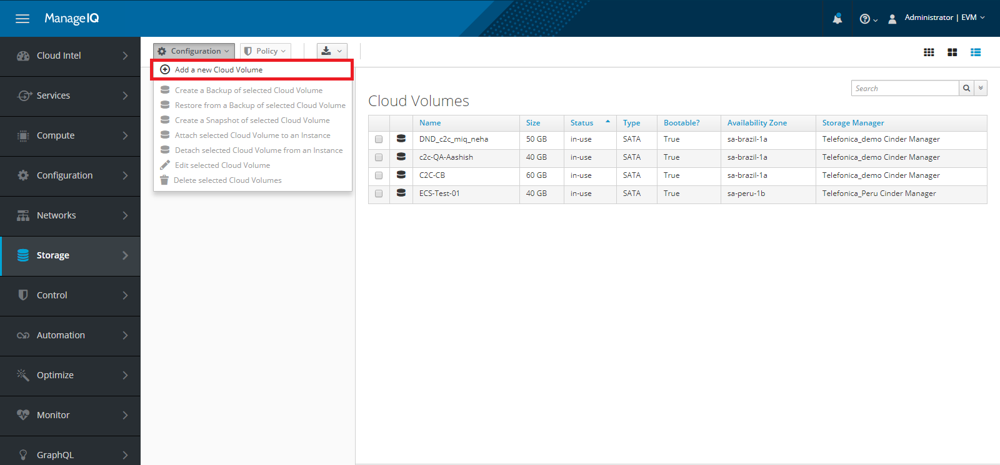 ManageIQ
Administrator | EVM
Cloud Intel
Services
Compute
Configuration
Networks
Storage
Control
Automation
Optimize
Monitor
GraphQL
Configuration
Policy
Add a new Cloud Volume
Create a Backup of selected Cloud Volume
Restore from a Backup of selected Cloud Volume
Create a Snapshot of selected Cloud Volume
Attach selected Cloud Volume to an Instance
Detach selected Cloud Volume from an Instance
Edit selected Cloud Volume
Delete selected Cloud Volumes
Search
Cloud Volumes
Name Size Status Type Bootable? Availability Zone Storage Manager
DND_c2c_miq_neha 50 GB in-use SATA True sa-brazil-1a Telefonica_demo Cinder Manager
c2c-QA-Aashish 40 GB in-use SATA True sa-brazil-1a Telefonica_demo Cinder Manager
C2C-CB 60 GB in-use SATA True sa-brazil-1a Telefonica_demo Cinder Manager
ECS-Test-01 40 GB in-use SATA True sa-peru-1b Telefonica_Peru Cinder Manager